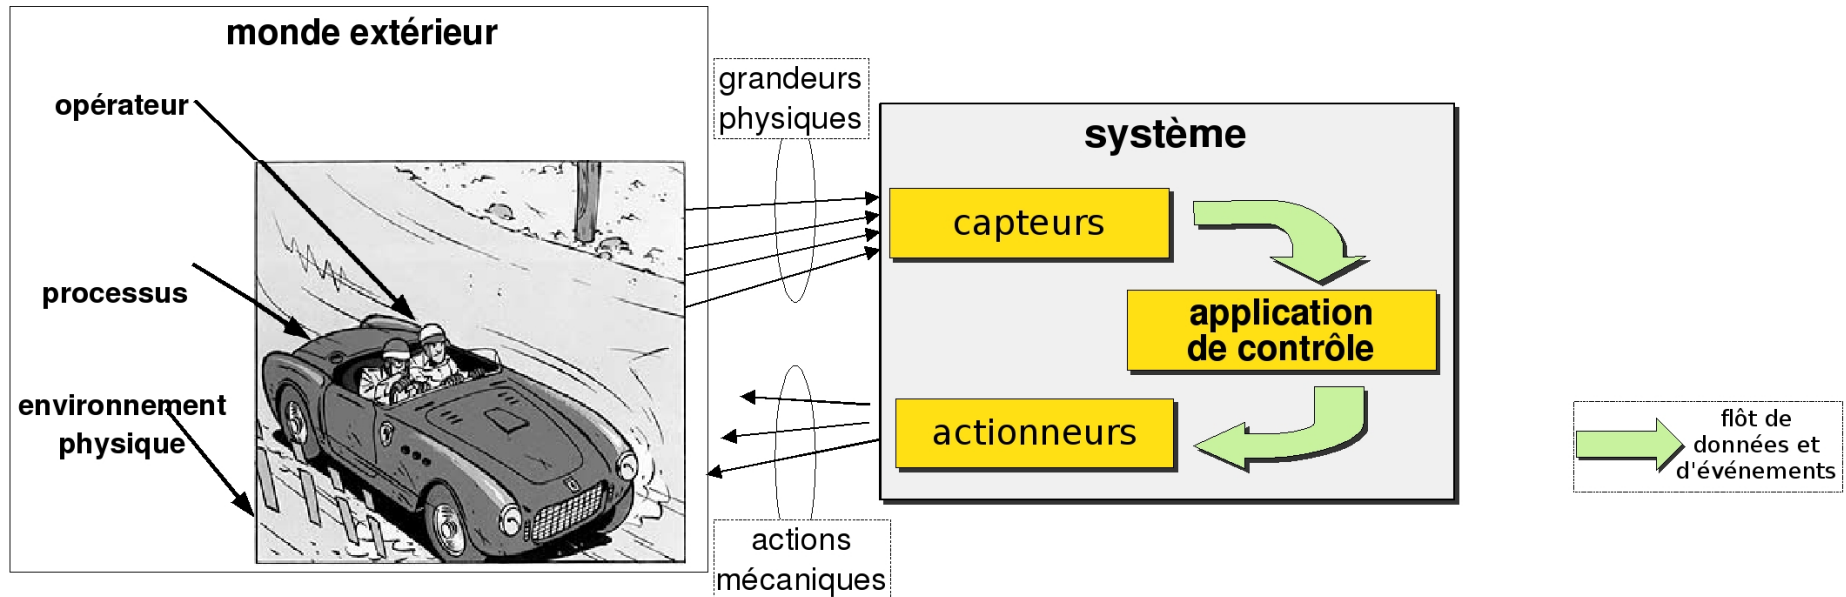 monde extérieur
opérateur
processus
environnement
physique
grandeurs
physiques
actions
mécaniques
système
capteurs
application
de contrôle
actionneurs
flôt de
données et
d'événements